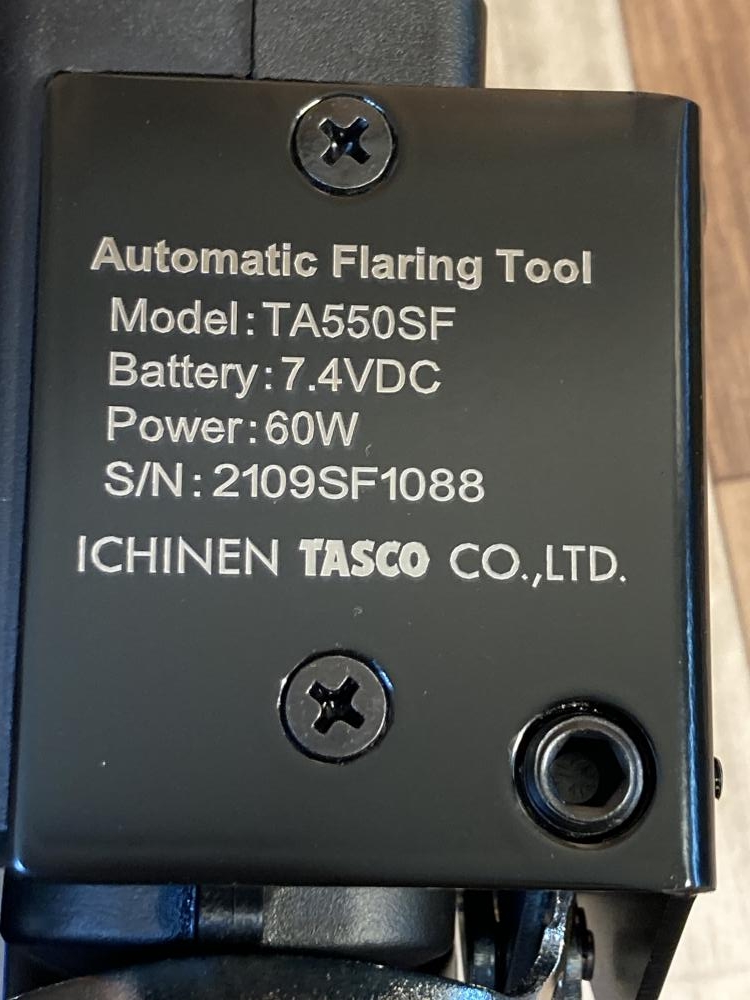 Automatic Flaring Tool
Model:TA550SF
Battery:7.4VDC
Power:60W
S/N:2109SF1088
ICHINEN TASCO CO.,LTD.